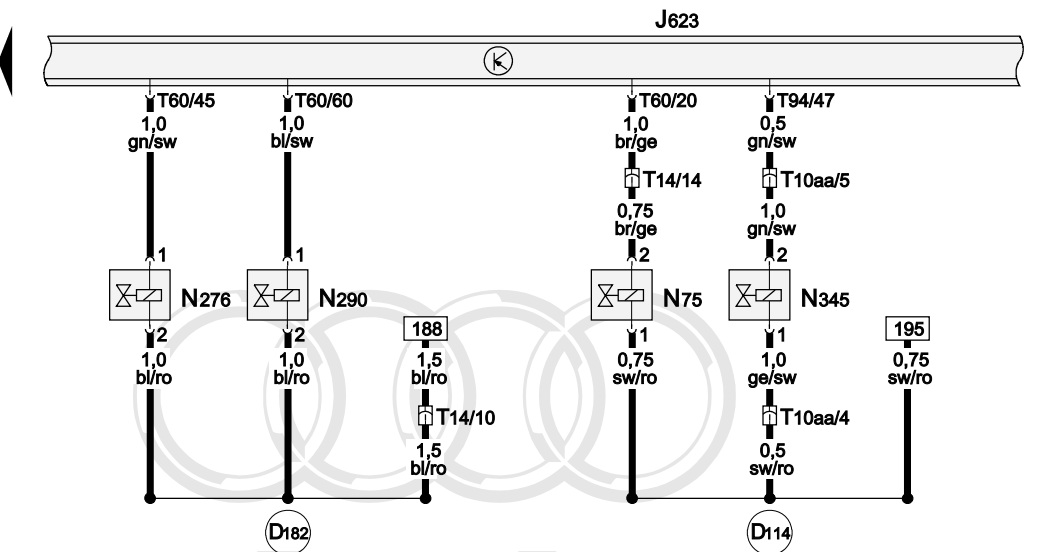 J623
T60/45 T60/60 T60/20 T94/47
1,0 1,0 1,0 0,5
gn/sw bl/sw br/ge gn/sw
T14/14 T10aa/5
0,75 1,0
br/ge gn/sw
1 1 2 2
N276 N290 N75 N345
188 195
2 2 1 1
1,0 1,0 1,5 0,75 1,0 0,75
bl/ro bl/ro bl/ro sw/ro ge/sw sw/ro
T14/10 T10aa/4
1,5 0,5
bl/ro sw/ro
D182 D114